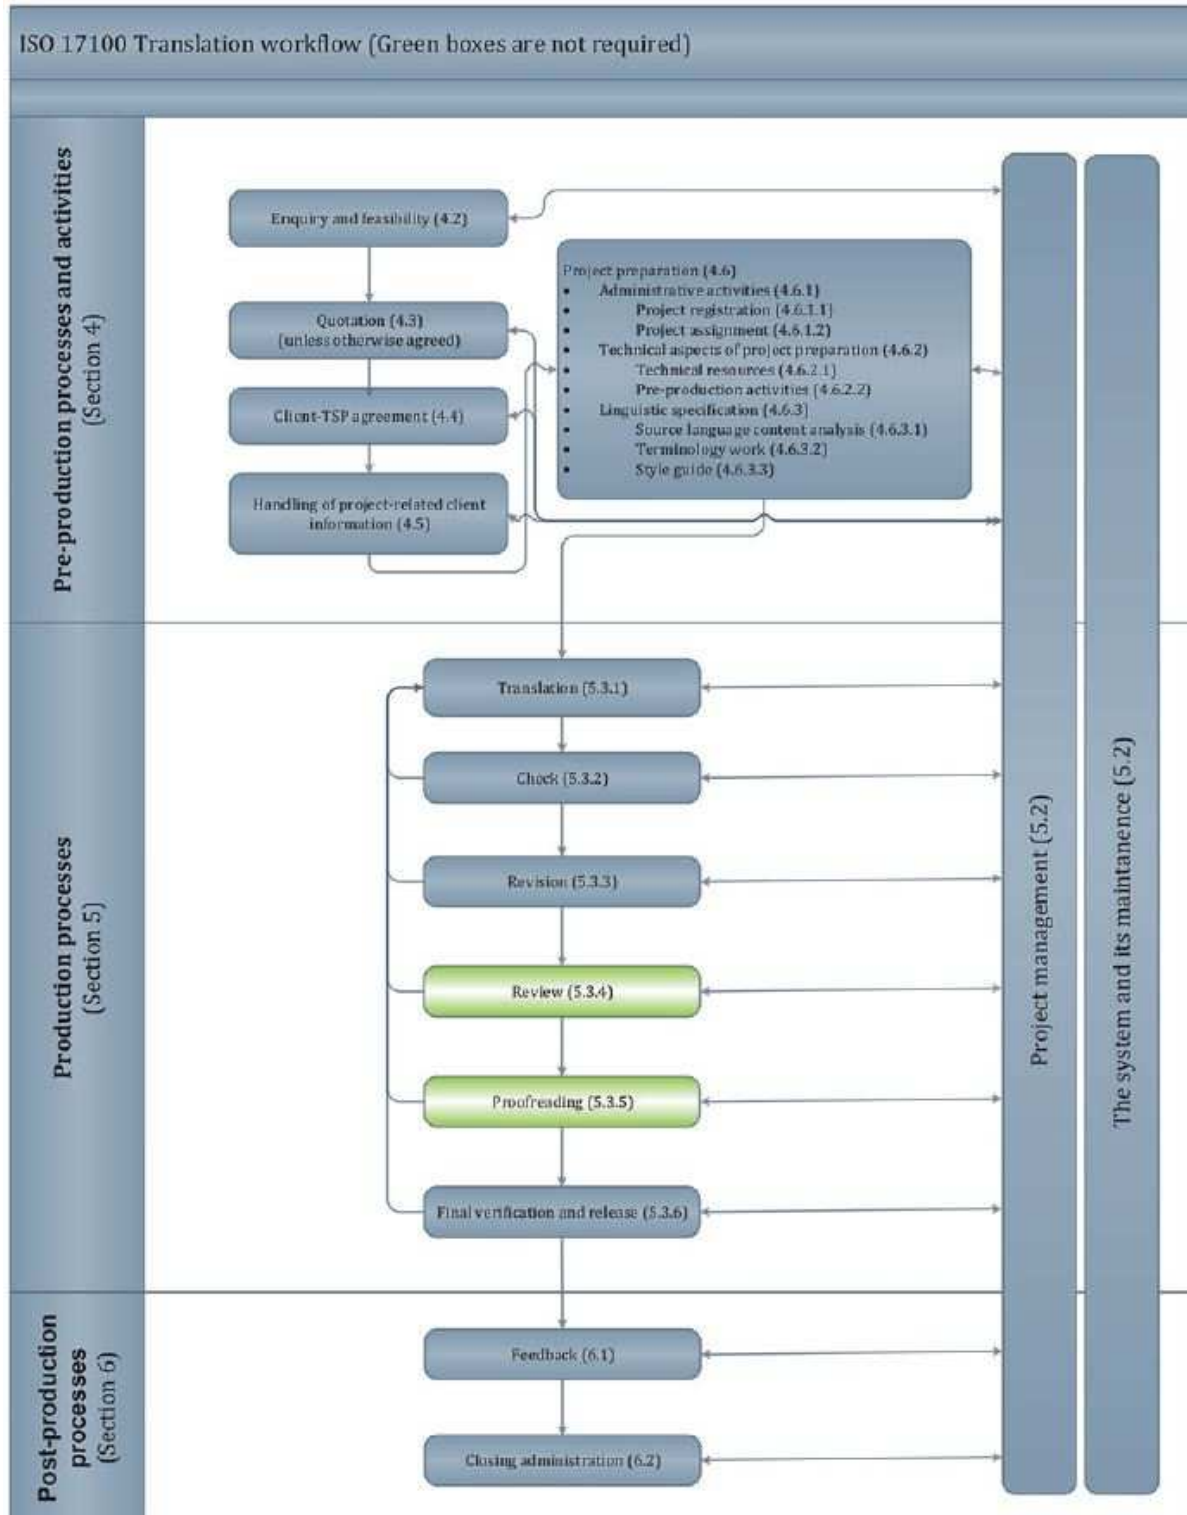 ISO 17100 Translation workflow (Green boxes are not required)
Pre-production processes and activities
(Section 4)
Enquiry and feasibility (4.2)
Quotation (4.3)
(unless otherwise agreed)
Client-TSP agreement (4.4)
Handling of project-related client
information (4.5)
Project preparation (4.6)
• Administrative activities (4.6.1)
• Project registration (4.6.1.1)
• Project assignment (4.6.1.2)
• Technical aspects of project preparation (4.6.2)
• Technical resources (4.6.2.1)
• Pre-production activities (4.6.2.2)
• Linguistic specification (4.6.3)
• Source language content analysis (4.6.3.1)
• Terminology work (4.6.3.2)
• Style guide (4.6.3.3)
Production processes
(Section 5)
Translation (5.3.1)
Check (5.3.2)
Revision (5.3.3)
Review (5.3.4)
Proofreading (5.3.5)
Final verification and release (5.3.6)
Post-production
processes
(Section 6)
Feedback (6.1)
Closing administration (6.2)
Project management (5.2)
The system and its maintanence (5.2)